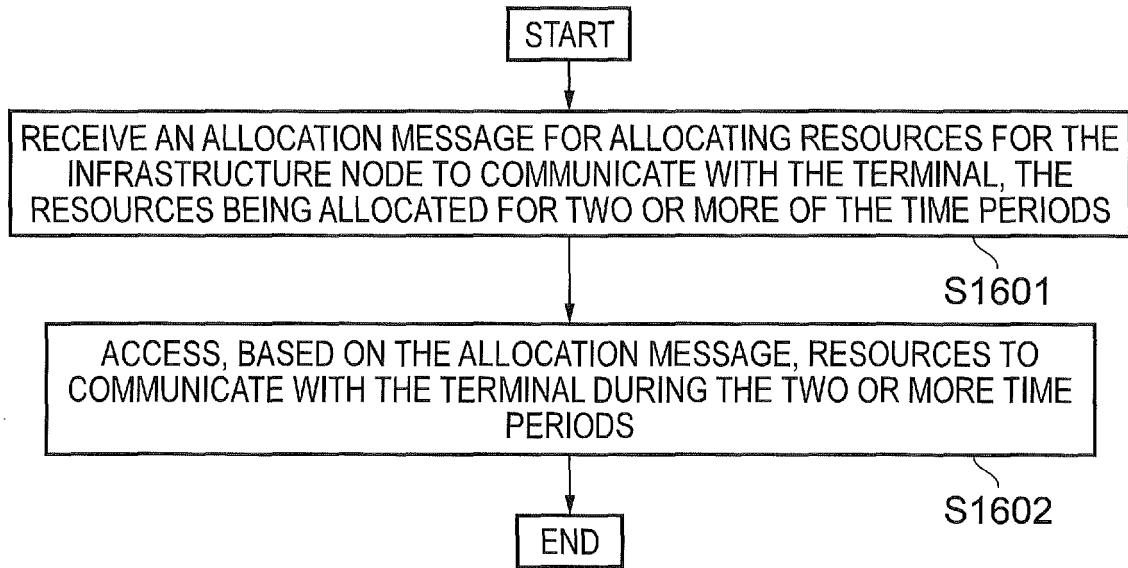 START
RECEIVE AN ALLOCATION MESSAGE FOR ALLOCATING RESOURCES FOR THE
INFRASTRUCTURE NODE TO COMMUNICATE WITH THE TERMINAL, THE
RESOURCES BEING ALLOCATED FOR TWO OR MORE OF THE TIME PERIODS
S1601
ACCESS, BASED ON THE ALLOCATION MESSAGE, RESOURCES TO
COMMUNICATE WITH THE TERMINAL DURING THE TWO OR MORE TIME
PERIODS
S1602
END